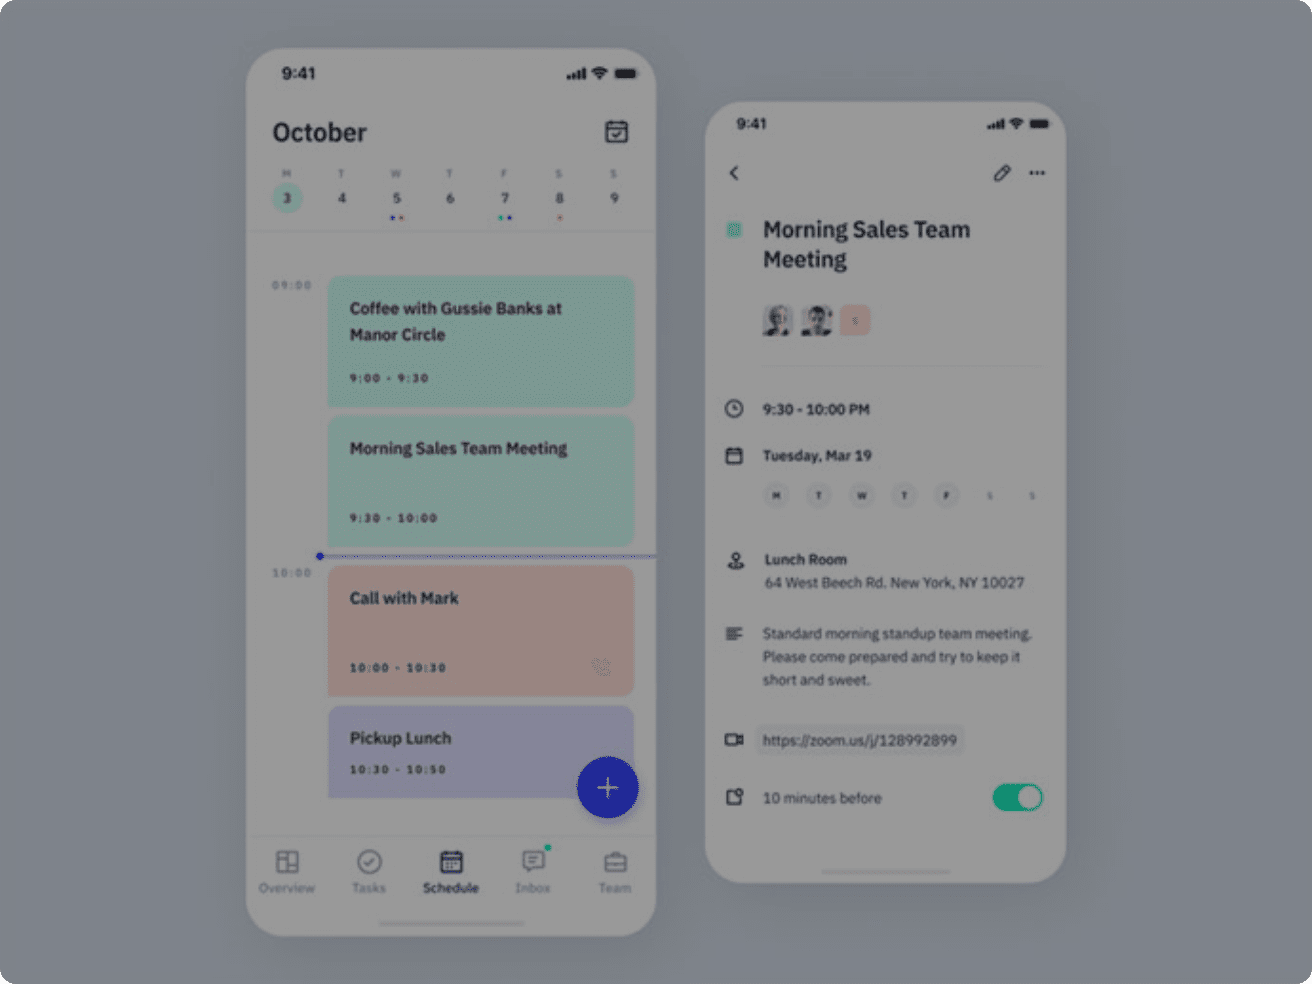 9:41
October
M T W T F S S
3 4 5 6 7 8 9
09:00
Coffee with Gussie Banks at
Manor Circle
9:00 - 9:30
Morning Sales Team Meeting
9:30 - 10:00
10:00
Call with Mark
10:00 - 10:30
Pickup Lunch
10:30 - 10:50
Overview Tasks Schedule Inbox Team
9:41
Morning Sales Team
Meeting
S
9:30 - 10:00 PM
Tuesday, Mar 19
M T W T F S S
Lunch Room
64 West Beech Rd. New York, NY 10027
Standard morning standup team meeting.
Please come prepared and try to keep it
short and sweet.
https://zoom.us/j/128992899
10 minutes before